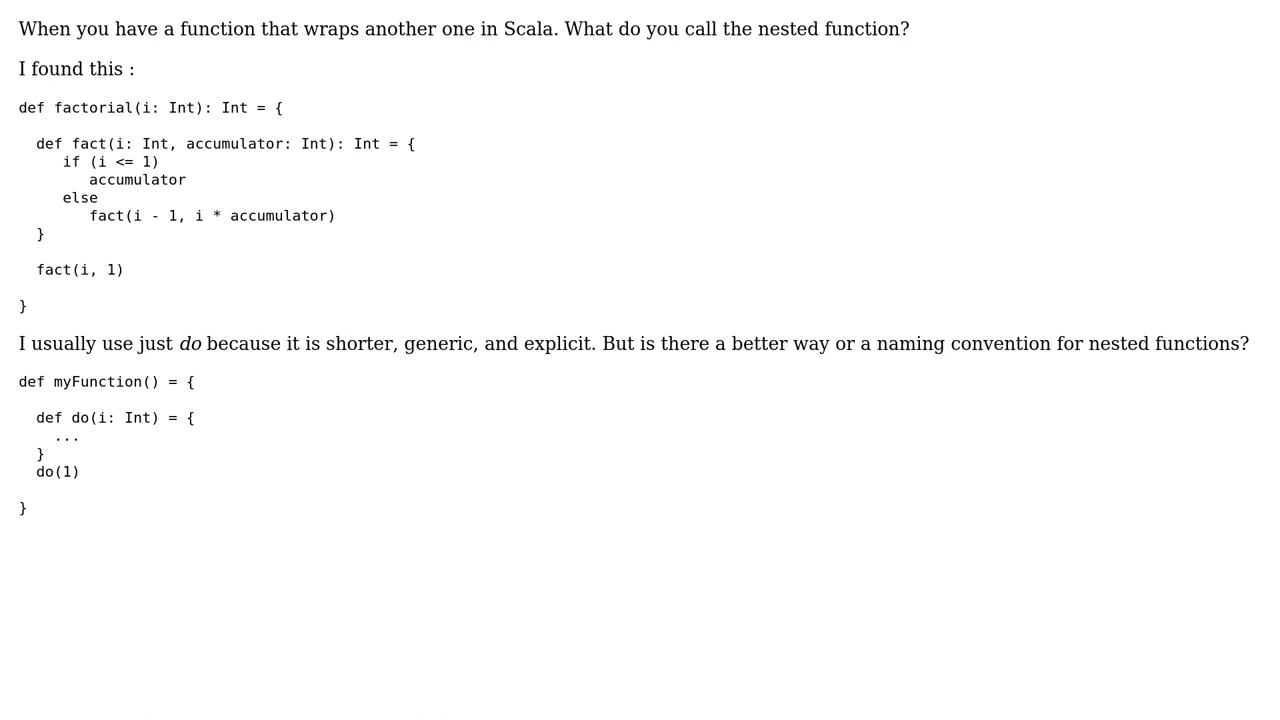 When you have a function that wraps another one in Scala. What do you call the nested function?
I found this :
def factorial(i: Int): Int = {
  def fact(i: Int, accumulator: Int): Int = {
     if (i <= 1)
        accumulator
     else
        fact(i - 1, i * accumulator)
  }
  fact(i, 1)
}
I usually use just do because it is shorter, generic, and explicit. But is there a better way or a naming convention for nested functions?
def myFunction() = {
  def do(i: Int) = {
    ...
  }
  do(1)
}